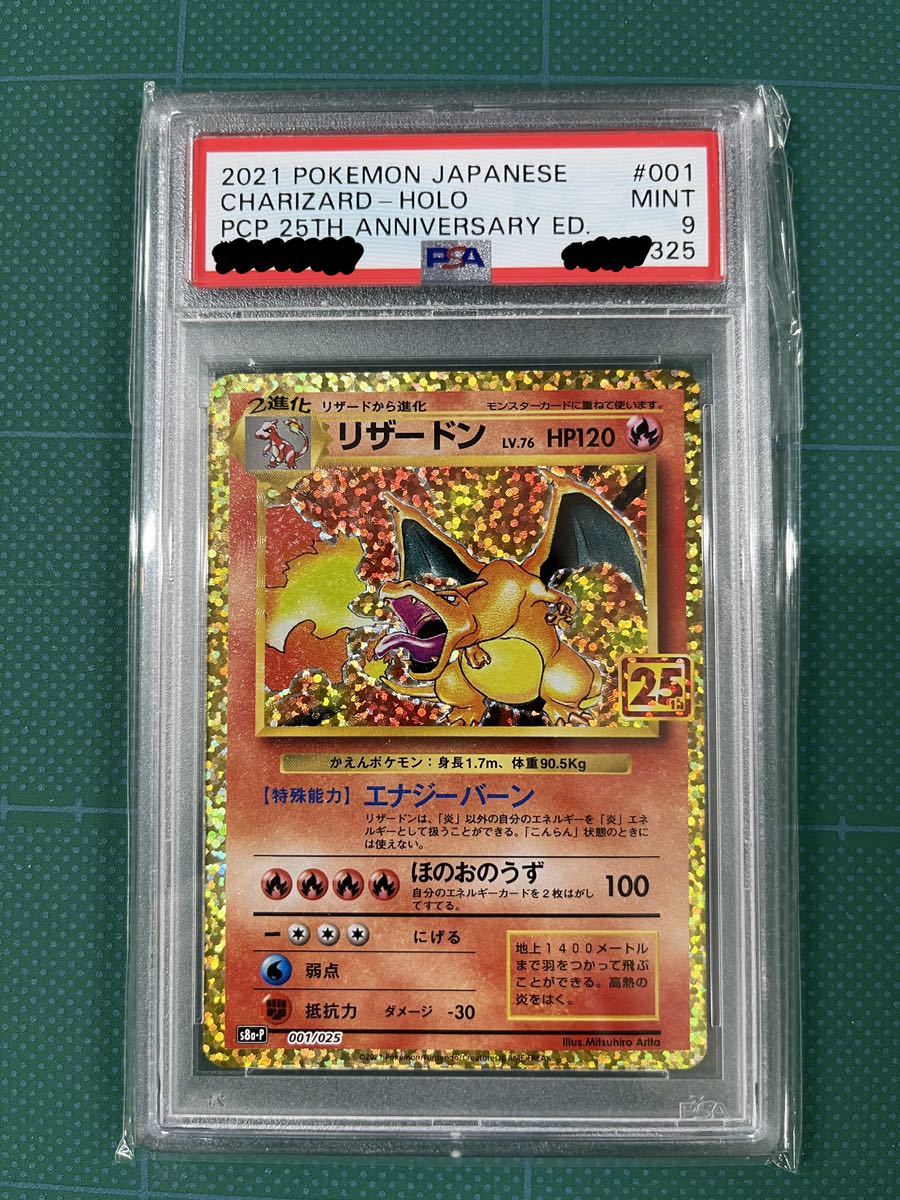 2021 POKEMON JAPANESE #001
CHARIZARD-HOLO MINT
PCP 25TH ANNIVERSARY ED. 9
PSA 325
2進化 リザードから進化 モンスターカードに重ねて使います。
リザードン LV.76 HP120
25th
かえんポケモン:身長1.7m、体重90.5Kg
【特殊能力】エナジーバーン
リザードンは、「炎」以外の自分のエネルギーを「炎」エネ
ルギーとして扱うことができる。「こんらん」状態のときに
は使えない。
ほのおのうず 100
自分のエネルギーカードを2枚はがし
てすてる。
にげる
弱点
抵抗力 ダメージ -30
地上1400メートル
まで羽をつかって飛ぶ
ことができる。高熱の
炎をはく。
s8a-P 001/025
Illus.Mitsuhiro Arita
©2021 Pokémon/Nintendo/Creatures/GAME FREAK
PSA